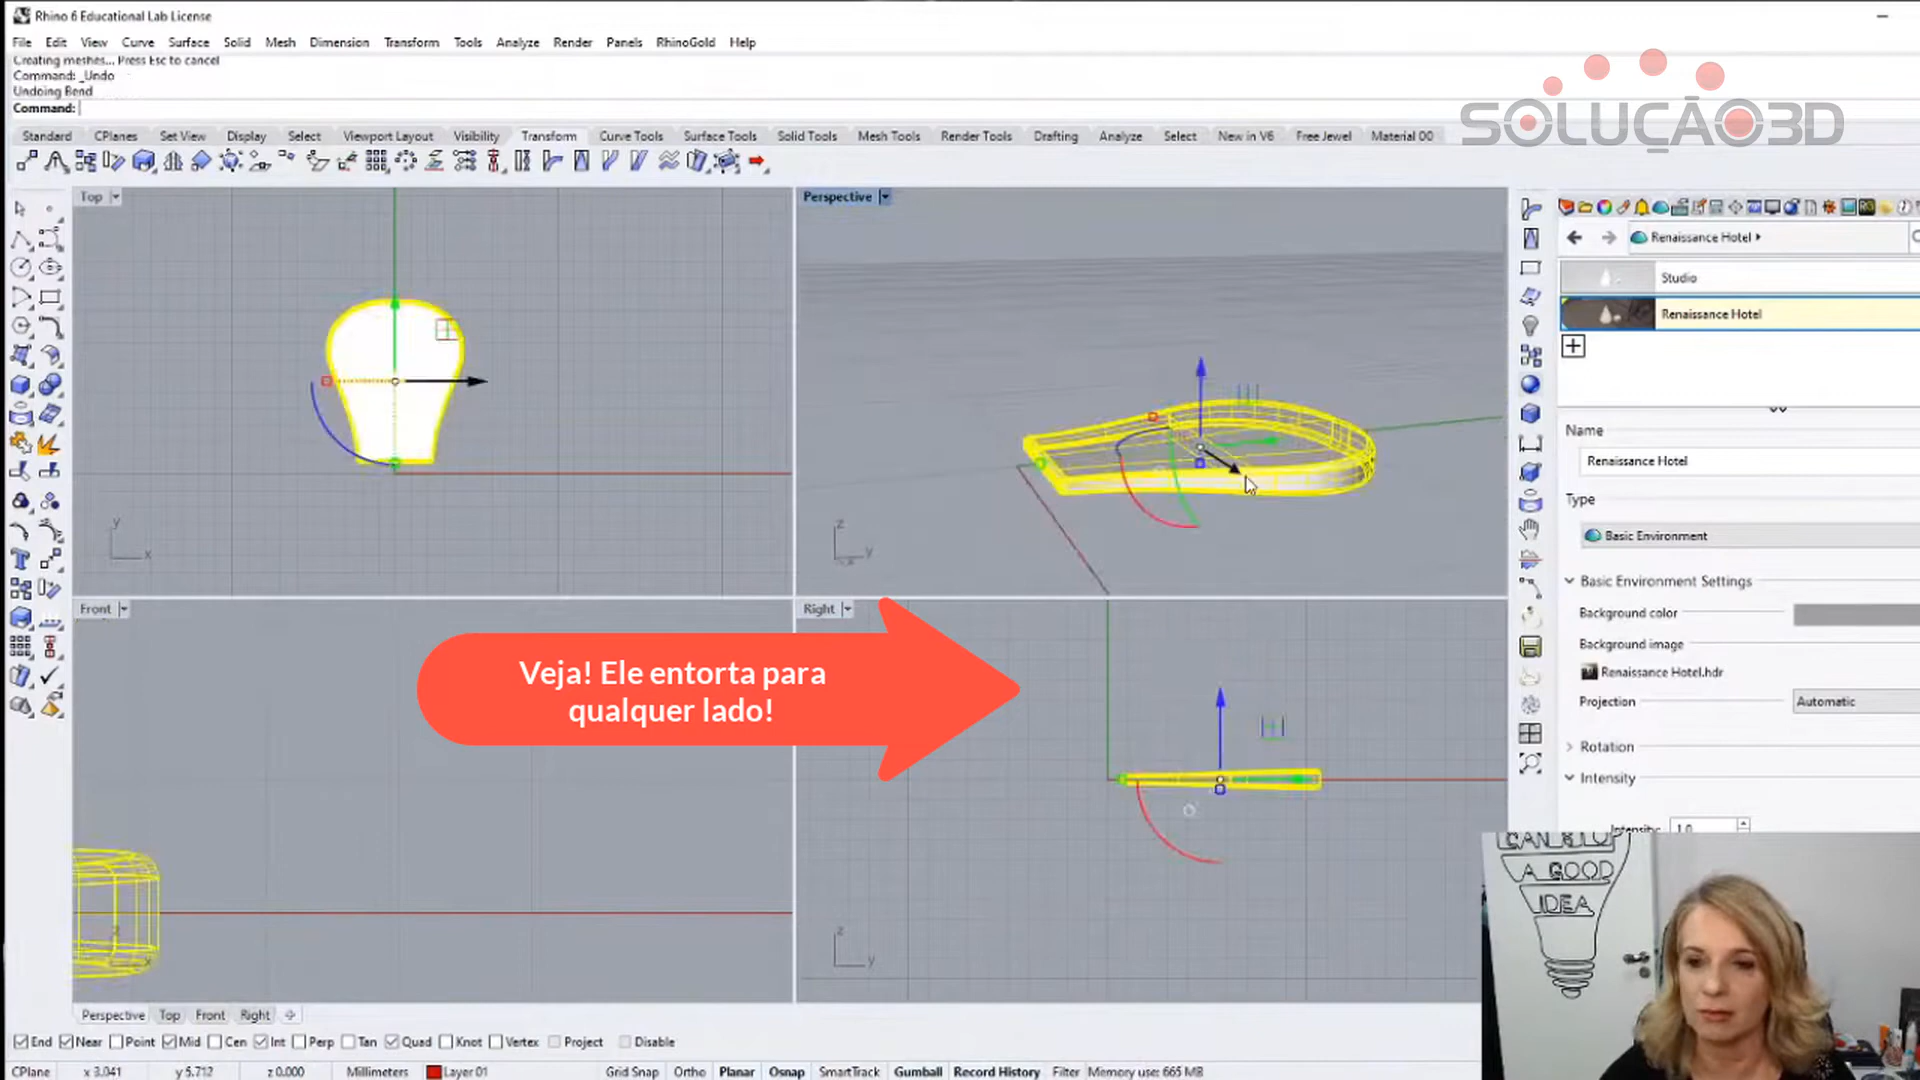 Rhino 6 Educational Lab License
File Edit View Curve Surface Solid Mesh Dimension Transform Tools Analyze Render Panels RhinoGold Help
Creating meshes... Press Esc to cancel
Command: _Undo
Undoing Bend
Command:
SOLUÇÃO3D
Standard CPlanes Set View Display Select Viewport Layout Visibility Transform Curve Tools Surface Tools Solid Tools Mesh Tools Render Tools Drafting Analyze Select New in V6 Free Jewel Material 00
Top
Perspective
Renaissance Hotel
Studio
Renaissance Hotel
Name
Renaissance Hotel
Type
Basic Environment
Basic Environment Settings
Background color
Background image
Renaissance Hotel.hdr
Projection Automatic
Rotation
Intensity
Intensity: 1.0
y
x
z
y
Front
Right
Veja! Ele entorta para
qualquer lado!
z
x
z
y
CAN STO
A GOOD
IDEA
Perspective Top Front Right
End Near Point Mid Cen Int Perp Tan Quad Knot Vertex Project Disable
CPlane x 3.041 y 5.712 z 0.000 Millimeters Layer 01 Grid Snap Ortho Planar Osnap SmartTrack Gumball Record History Filter Memory use: 665 MB